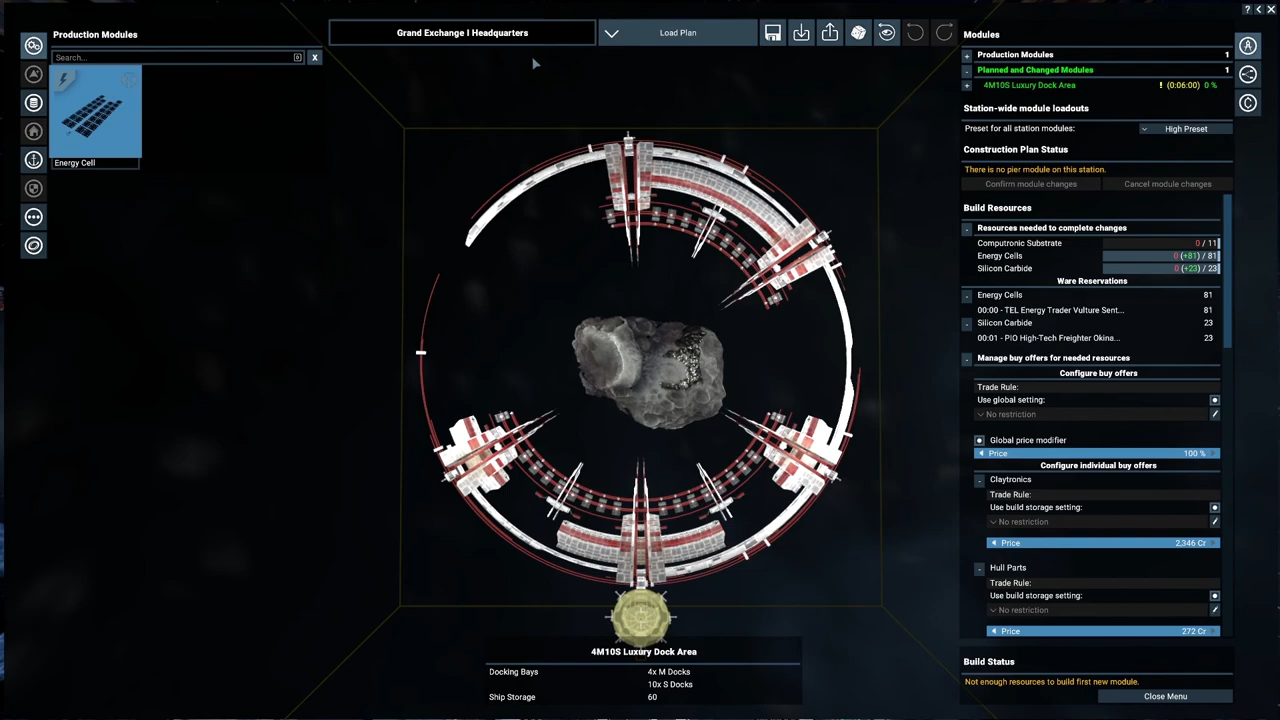 Production Modules
Search...
x
Energy Cell
Grand Exchange I Headquarters
Load Plan
?
Modules
+ Production Modules 1
- Planned and Changed Modules 1
+ 4M10S Luxury Dock Area ! (0:06:00) 0 %
Station-wide module loadouts
Preset for all station modules: High Preset
Construction Plan Status
There is no pier module on this station.
Confirm module changes Cancel module changes
Build Resources
- Resources needed to complete changes
Computronic Substrate 0 / 11
Energy Cells 0 (+81) / 81
Silicon Carbide 0 (+23) / 23
Ware Reservations
- Energy Cells 81
00:00 - TEL Energy Trader Vulture Sent... 81
- Silicon Carbide 23
00:01 - PIO High-Tech Freighter Okina... 23
- Manage buy offers for needed resources
Configure buy offers
Trade Rule:
Use global setting:
No restriction
Global price modifier
Price 100 %
Configure individual buy offers
- Claytronics
Trade Rule:
Use build storage setting:
No restriction
Price 2,346 Cr
- Hull Parts
Trade Rule:
Use build storage setting:
No restriction
Price 272 Cr
Build Status
Not enough resources to build first new module.
Close Menu
4M10S Luxury Dock Area
Docking Bays 4x M Docks
10x S Docks
Ship Storage 60